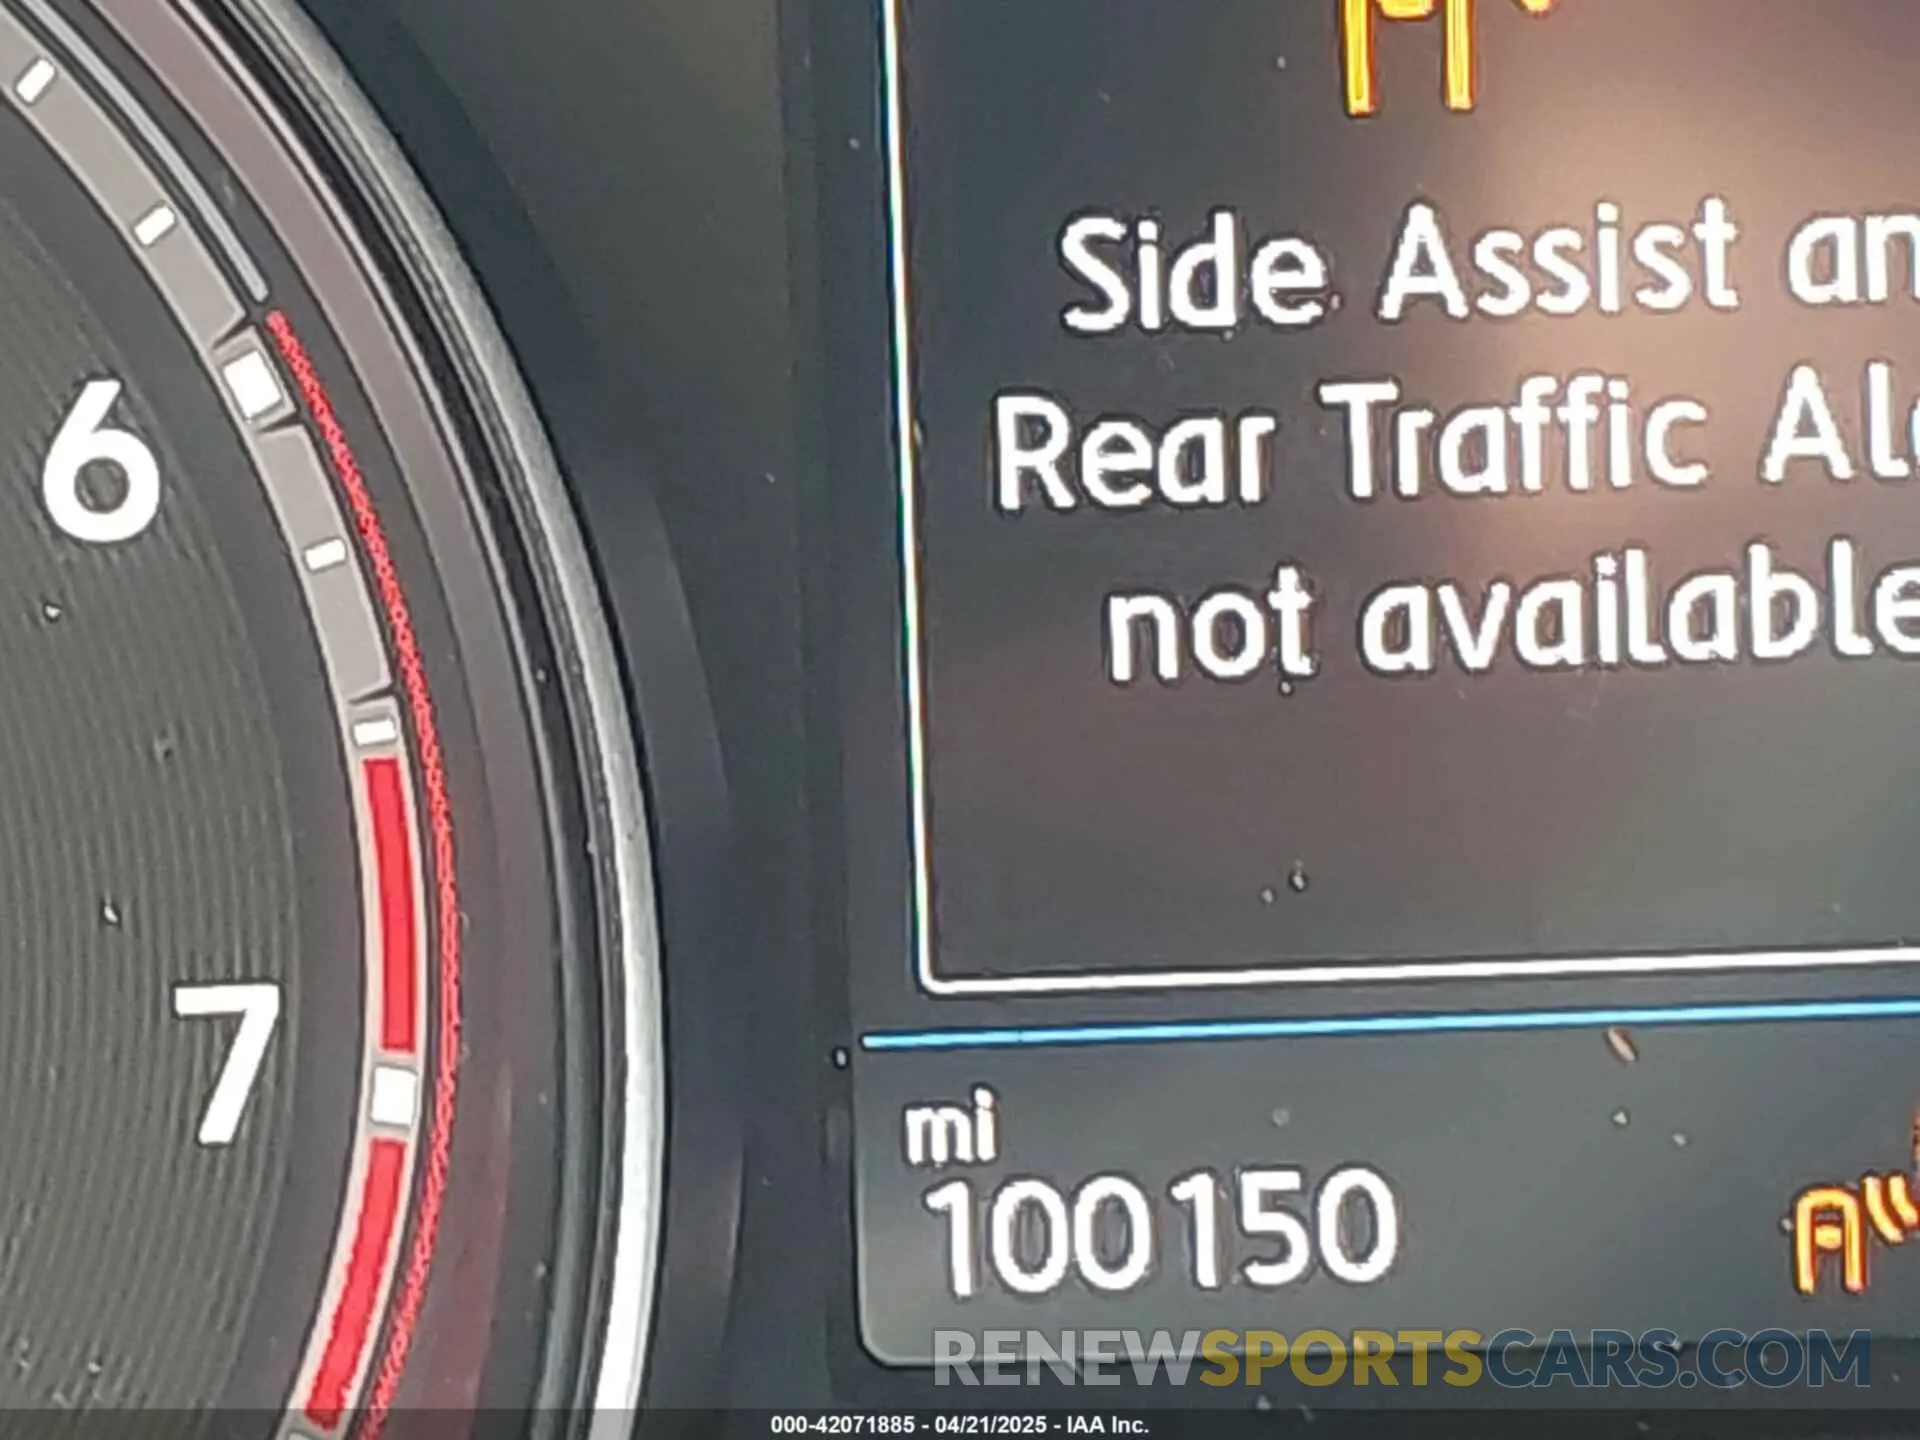 6
7
Side Assist an
Rear Traffic Al
not available
mi
100150
RENEWSPORTSCARS.COM
000-42071885 - 04/21/2025 - IAA Inc.